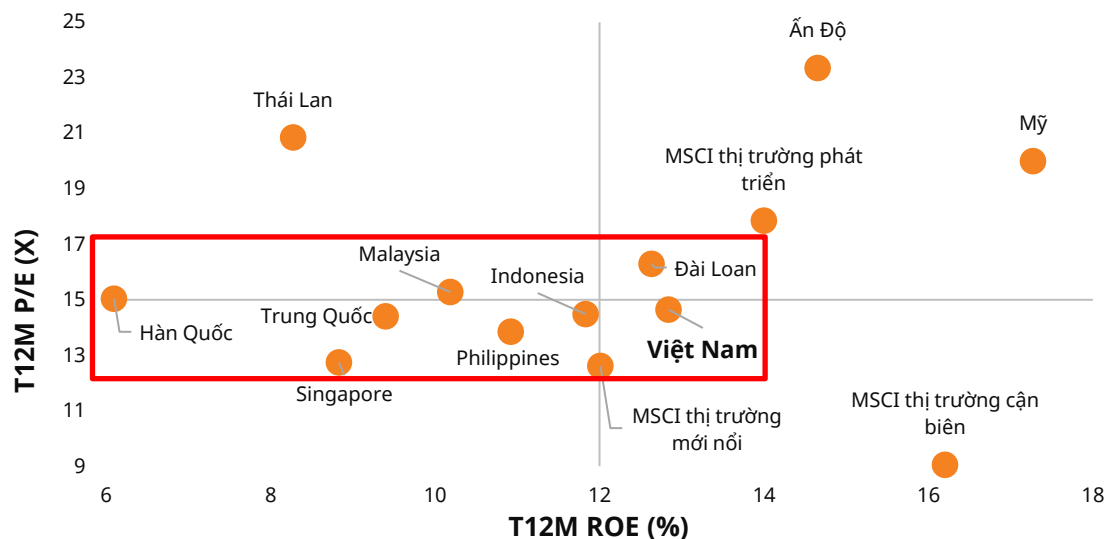 25
23
21
19
17
15
13
11
9
T12M P/E (X)
Ấn Độ
Thái Lan
Mỹ
MSCI thị trường phát
triển
Malaysia
Indonesia
Đài Loan
Hàn Quốc
Trung Quốc
Philippines
Việt Nam
Singapore
MSCI thị trường
mới nổi
MSCI thị trường cận
biên
6
8
10
12
14
16
18
T12M ROE (%)